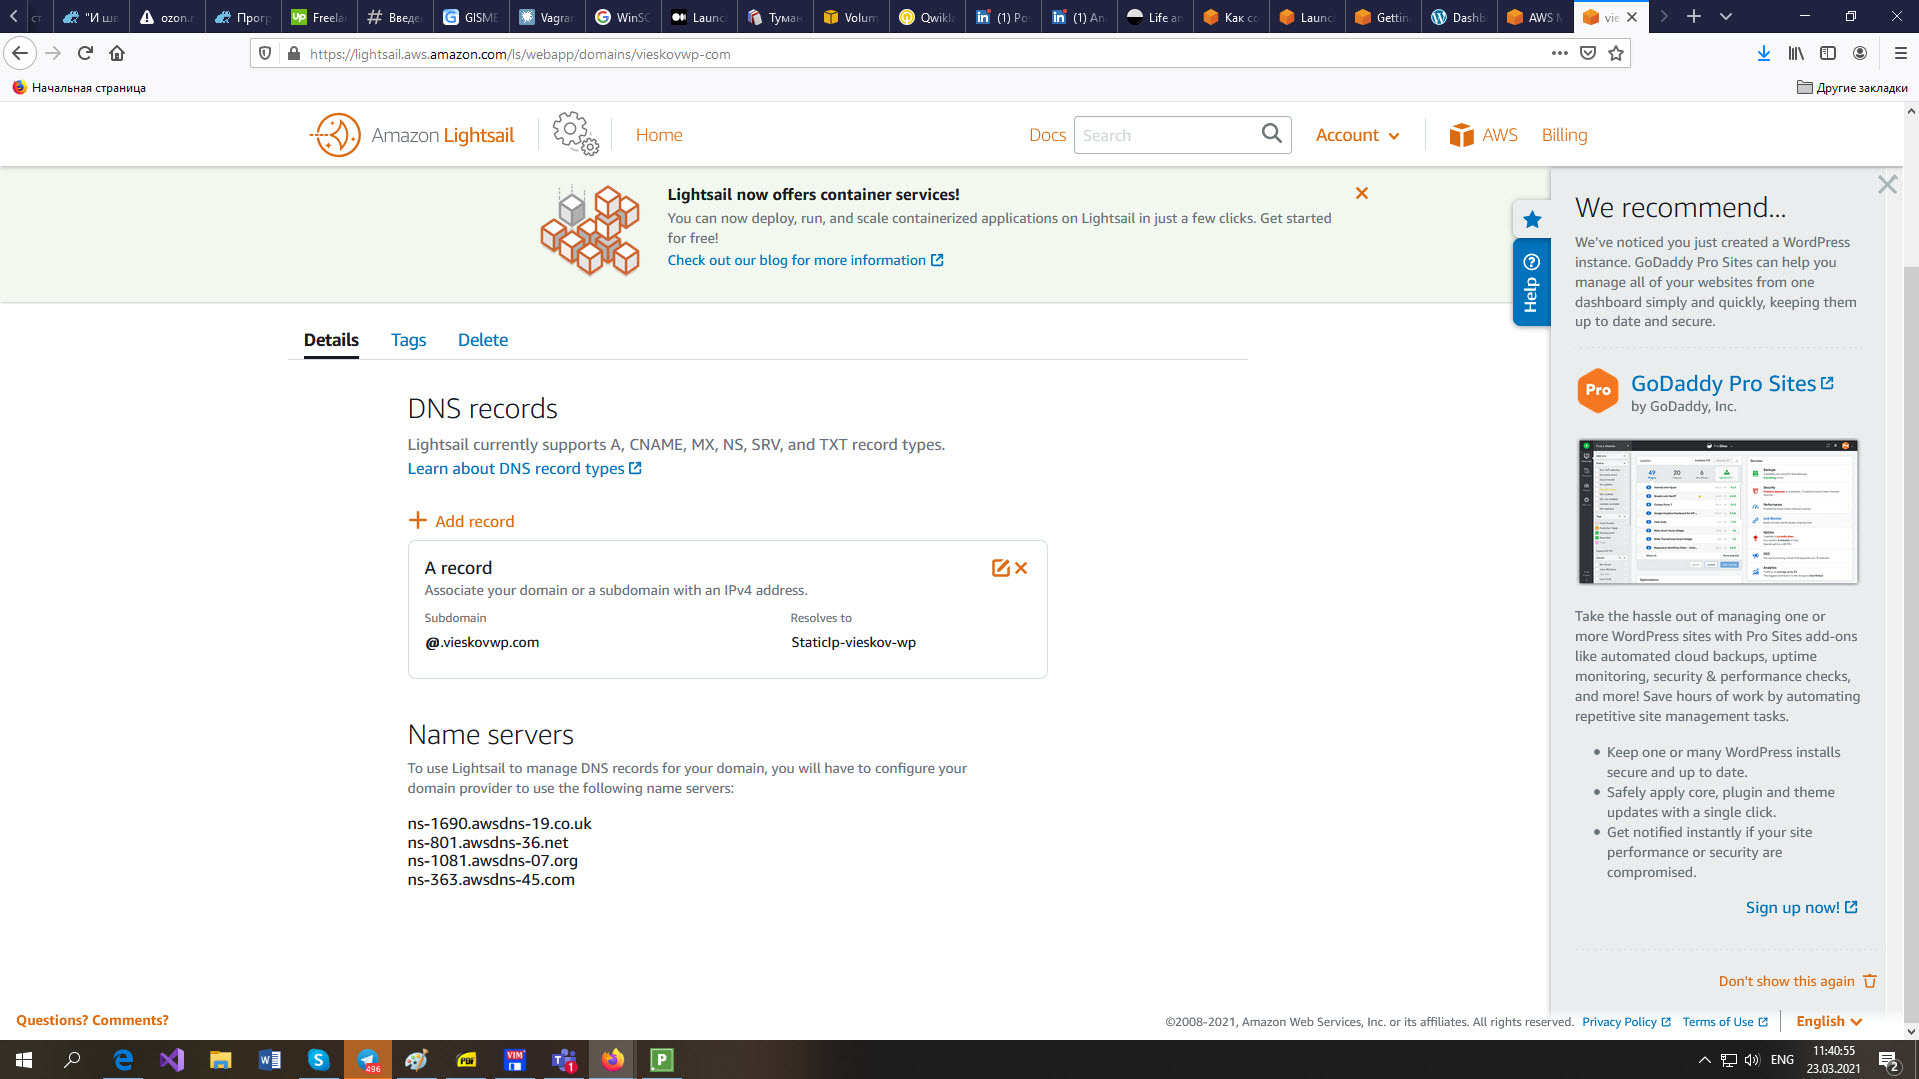 ст
"И шв
ozon.r
Прогр
Freela
Введе
GISME
Vagra
WinSC
Launc
Туман
Volum
Qwikla
(1) Po
(1) An
Life an
Как со
Launc
Gettin
Dashb
AWS M
vie
https://lightsail.aws.amazon.com/ls/webapp/domains/vieskovwp-com
Начальная страница
Другие закладки
Amazon Lightsail
Home
Docs
Search
Account
AWS
Billing
Lightsail now offers container services!
You can now deploy, run, and scale containerized applications on Lightsail in just a few clicks. Get started
for free!
Check out our blog for more information
Help
Details
Tags
Delete
DNS records
Lightsail currently supports A, CNAME, MX, NS, SRV, and TXT record types.
Learn about DNS record types
+ Add record
A record
Associate your domain or a subdomain with an IPv4 address.
Subdomain
Resolves to
@.vieskovwp.com
StaticIp-vieskov-wp
Name servers
To use Lightsail to manage DNS records for your domain, you will have to configure your
domain provider to use the following name servers:
ns-1690.awsdns-19.co.uk
ns-801.awsdns-36.net
ns-1081.awsdns-07.org
ns-363.awsdns-45.com
We recommend...
We've noticed you just created a WordPress
instance. GoDaddy Pro Sites can help you
manage all of your websites from one
dashboard simply and quickly, keeping them
up to date and secure.
Pro
GoDaddy Pro Sites
by GoDaddy, Inc.
Take the hassle out of managing one or
more WordPress sites with Pro Sites add-ons
like automated cloud backups, uptime
monitoring, security & performance checks,
and more! Save hours of work by automating
repetitive site management tasks.
• Keep one or many WordPress installs
secure and up to date.
• Safely apply core, plugin and theme
updates with a single click.
• Get notified instantly if your site
performance or security are
compromised.
Sign up now!
Don't show this again
Questions? Comments?
©2008-2021, Amazon Web Services, Inc. or its affiliates. All rights reserved.
Privacy Policy
Terms of Use
English
496
PDF
VIM
1
P
ENG
11:40:55
23.03.2021
2